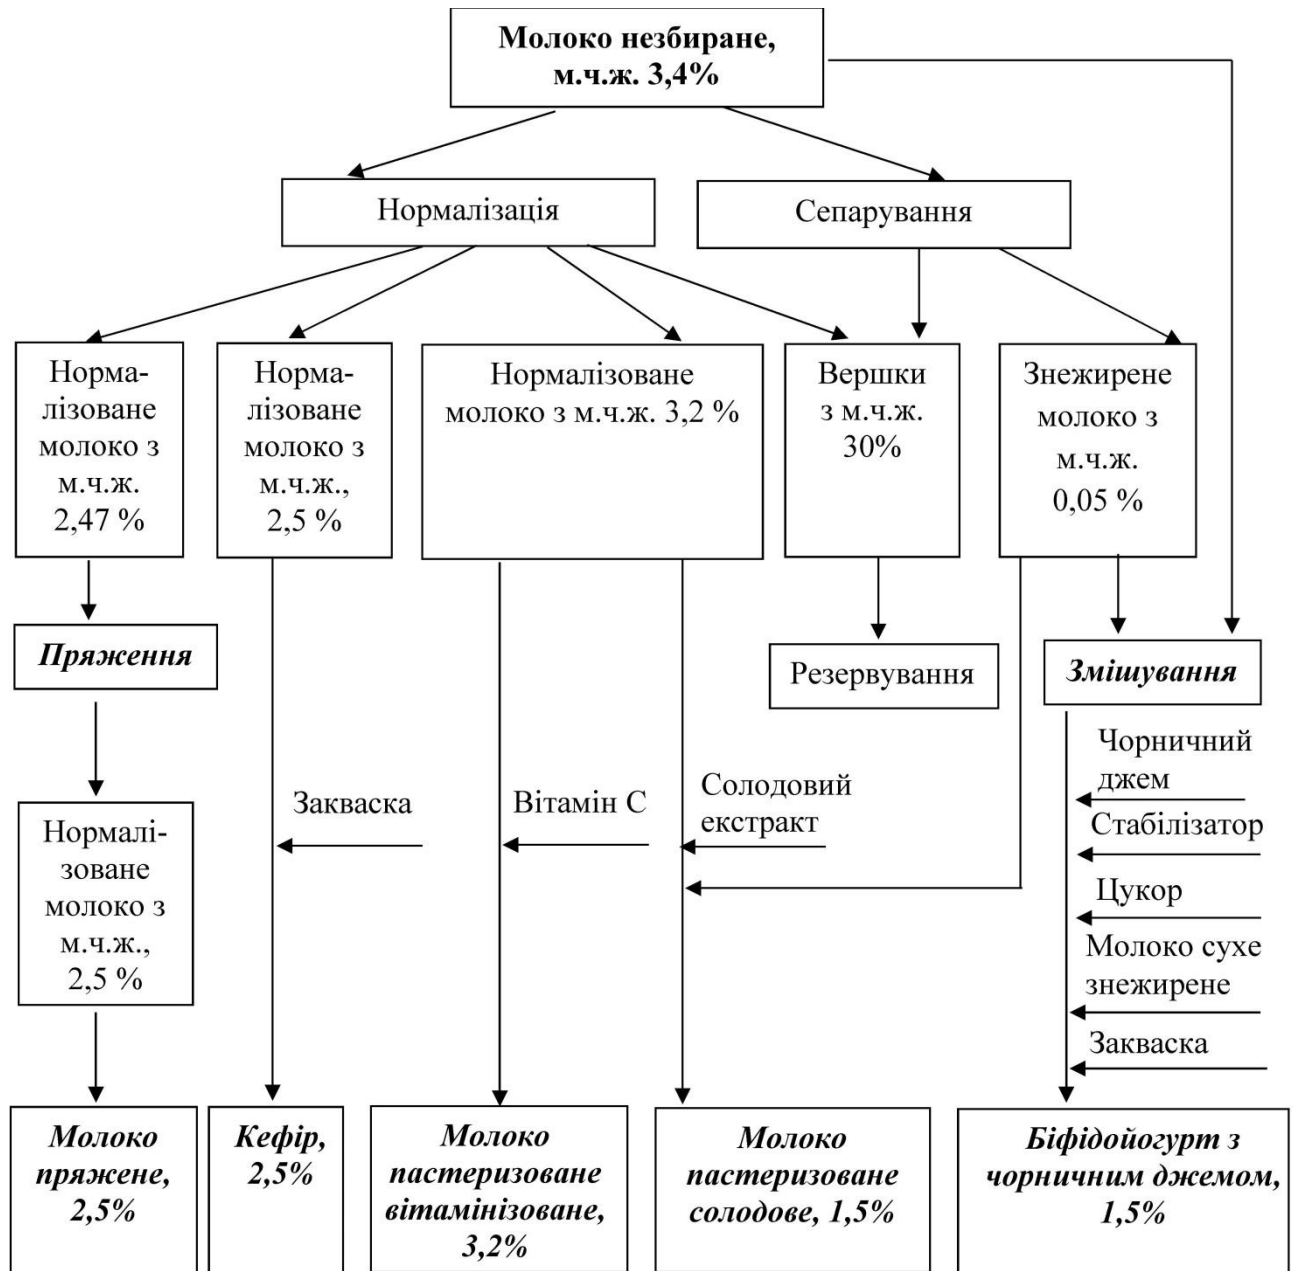 Молоко незбиране,
м.ч.ж. 3,4%
Нормалізація
Сепарування
Норма-
лізоване
молоко з
м.ч.ж.
2,47 %
Норма-
лізоване
молоко з
м.ч.ж.,
2,5 %
Нормалізоване
молоко з м.ч.ж. 3,2 %
Вершки
з м.ч.ж.
30%
Знежирене
молоко з
м.ч.ж.
0,05 %
Пряження
Резервування
Змішування
Нормалі-
зоване
молоко з
м.ч.ж.,
2,5 %
Закваска
Вітамін С
Солодовий
екстракт
Чорничний
джем
Стабілізатор
Цукор
Молоко сухе
знежирене
Закваска
Молоко
пряжене,
2,5%
Кефір,
2,5%
Молоко
пастеризоване
вітамінізоване,
3,2%
Молоко
пастеризоване
солодове, 1,5%
Біфідойогурт з
чорничним джемом,
1,5%